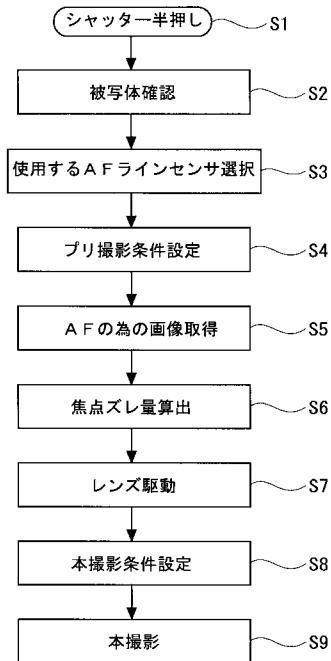 シャッター半押し S1
被写体確認 S2
使用するＡＦラインセンサ選択 S3
プリ撮影条件設定 S4
ＡＦの為の画像取得 S5
焦点ズレ量算出 S6
レンズ駆動 S7
本撮影条件設定 S8
本撮影 S9